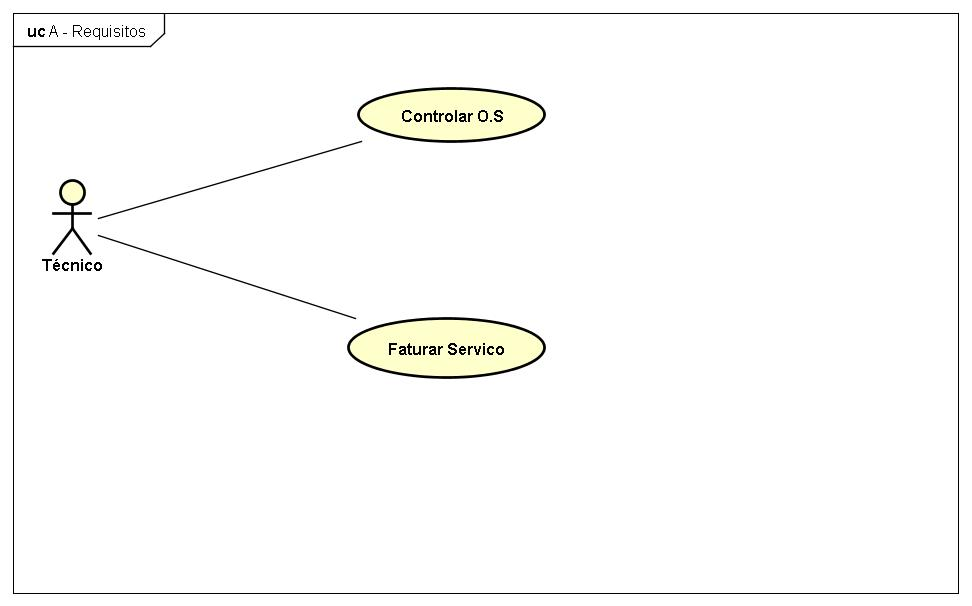 uc A - Requisitos
Controlar O.S
Técnico
Faturar Servico